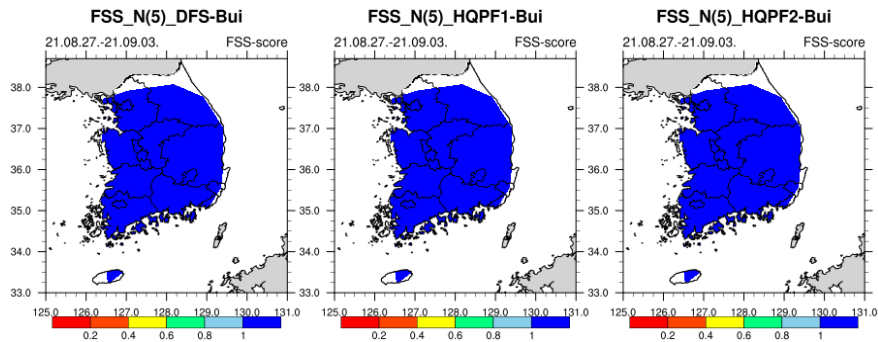 FSS_N(5)_DFS-Bui
21.08.27.-21.09.03. FSS-score
38.0
37.0
36.0
35.0
34.0
33.0
125.0 126.0 127.0 128.0 129.0 130.0 131.0
0.2 0.4 0.6 0.8 1
FSS_N(5)_HQPF1-Bui
21.08.27.-21.09.03. FSS-score
38.0
37.0
36.0
35.0
34.0
33.0
125.0 126.0 127.0 128.0 129.0 130.0 131.0
0.2 0.4 0.6 0.8 1
FSS_N(5)_HQPF2-Bui
21.08.27.-21.09.03. FSS-score
38.0
37.0
36.0
35.0
34.0
33.0
125.0 126.0 127.0 128.0 129.0 130.0 131.0
0.2 0.4 0.6 0.8 1